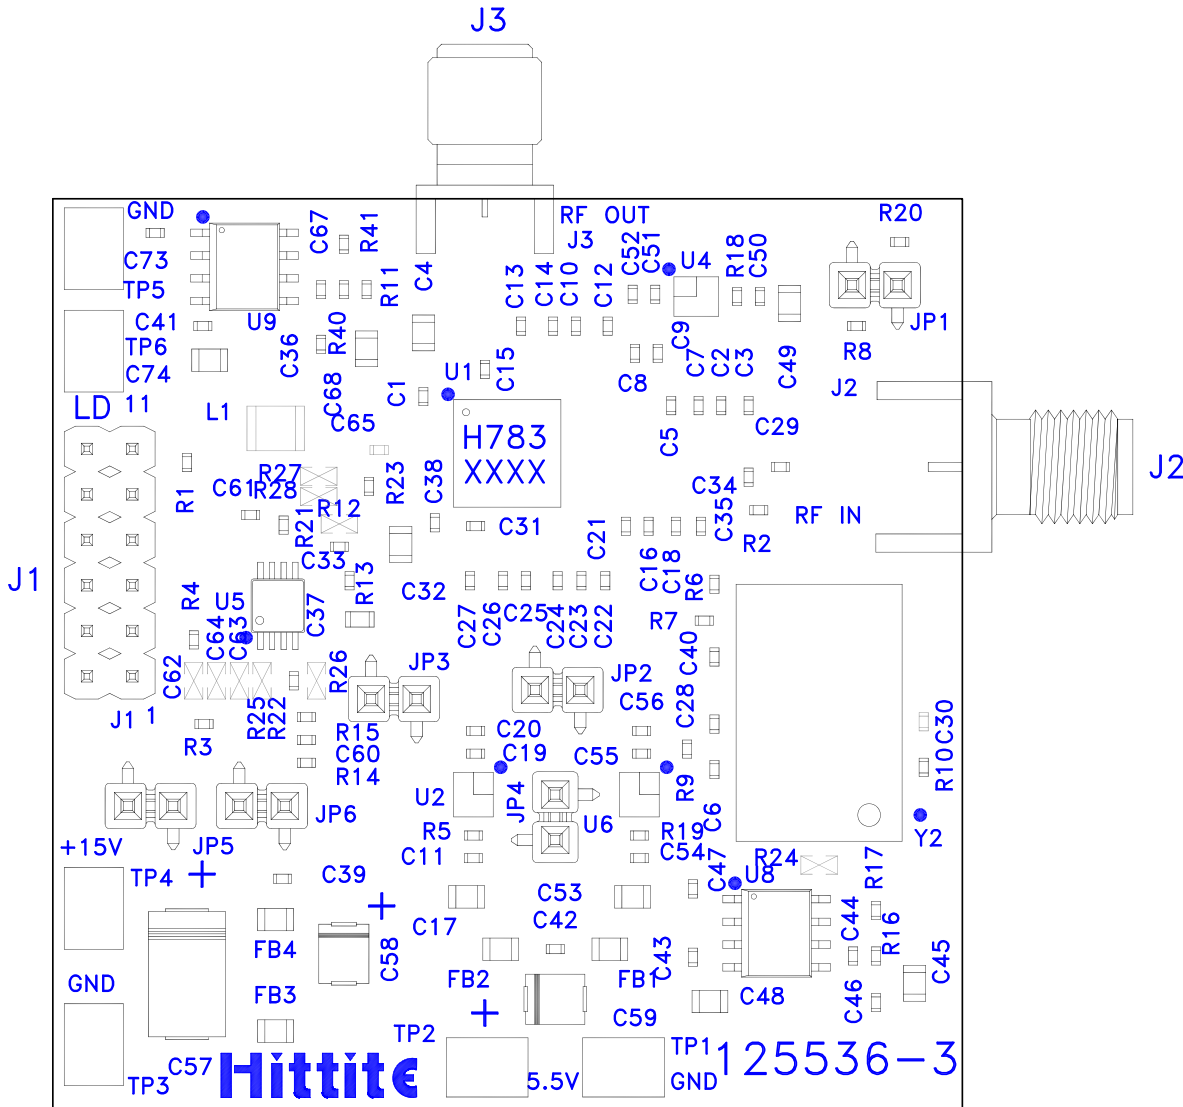 J3
GND
RF OUT
J3
R20
C73
TP5
C67
R41
C4
C52
C51
U4
R18
C50
C41
U9
R11
C13
C14
C10
C12
JP1
TP6
C74
C36
R40
C9
R8
LD 11
L1
C68
C65
C1
U1
C15
C8
C7
C2
C3
C49
J2
H783
XXXX
C5
C29
R27
R28
R1
C61
R12
R23
C38
C34
J2
R21
C33
C31
C21
C35
RF IN
R2
J1
R4
U5
C37
R13
C32
C16
C18
R6
C64
C63
C27
C26
C25
C24
C23
C22
R7
C62
R26
JP3
JP2
C40
J1 1
R25
R22
C56
C28
R3
R15
C60
R14
C20
C19
C55
C30
R10
JP6
U2
JP4
U6
R9
C6
Y2
+15V
JP5
R5
C11
R19
C54
TP4
+
C39
+
C47
R24
U8
R17
C17
C53
C42
C44
R16
FB4
C58
C43
C45
GND
FB3
FB2
+
FB1
C59
C48
C46
TP3
C57
Hittite
TP2
5.5V
TP1
GND
125536-3